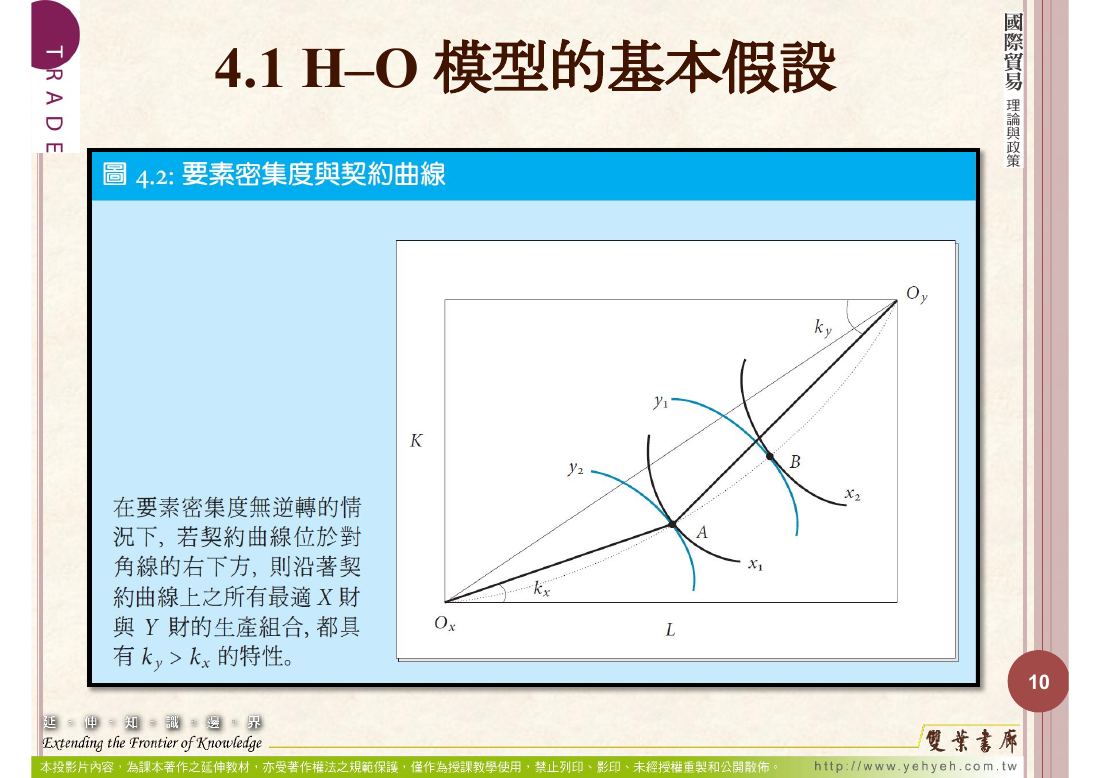 TRADE
4.1 H–O 模型的基本假設
國際貿易 理論與政策
圖 4.2: 要素密集度與契約曲線
O_y
k_y
y₁
K
B
y₂
x₂
A
x₁
k_x
O_x
L
在要素密集度無逆轉的情
況下, 若契約曲線位於對
角線的右下方, 則沿著契
約曲線上之所有最適 X 財
與 Y 財的生產組合, 都具
有 k_y > k_x 的特性。
10
延・伸・知・識・邊・界
Extending the Frontier of Knowledge
雙葉書廊
本投影片內容，為課本著作之延伸教材，亦受著作權法之規範保護，僅作為授課教學使用，禁止列印、影印、未經授權重製和公開散佈。
http://www.yehyeh.com.tw